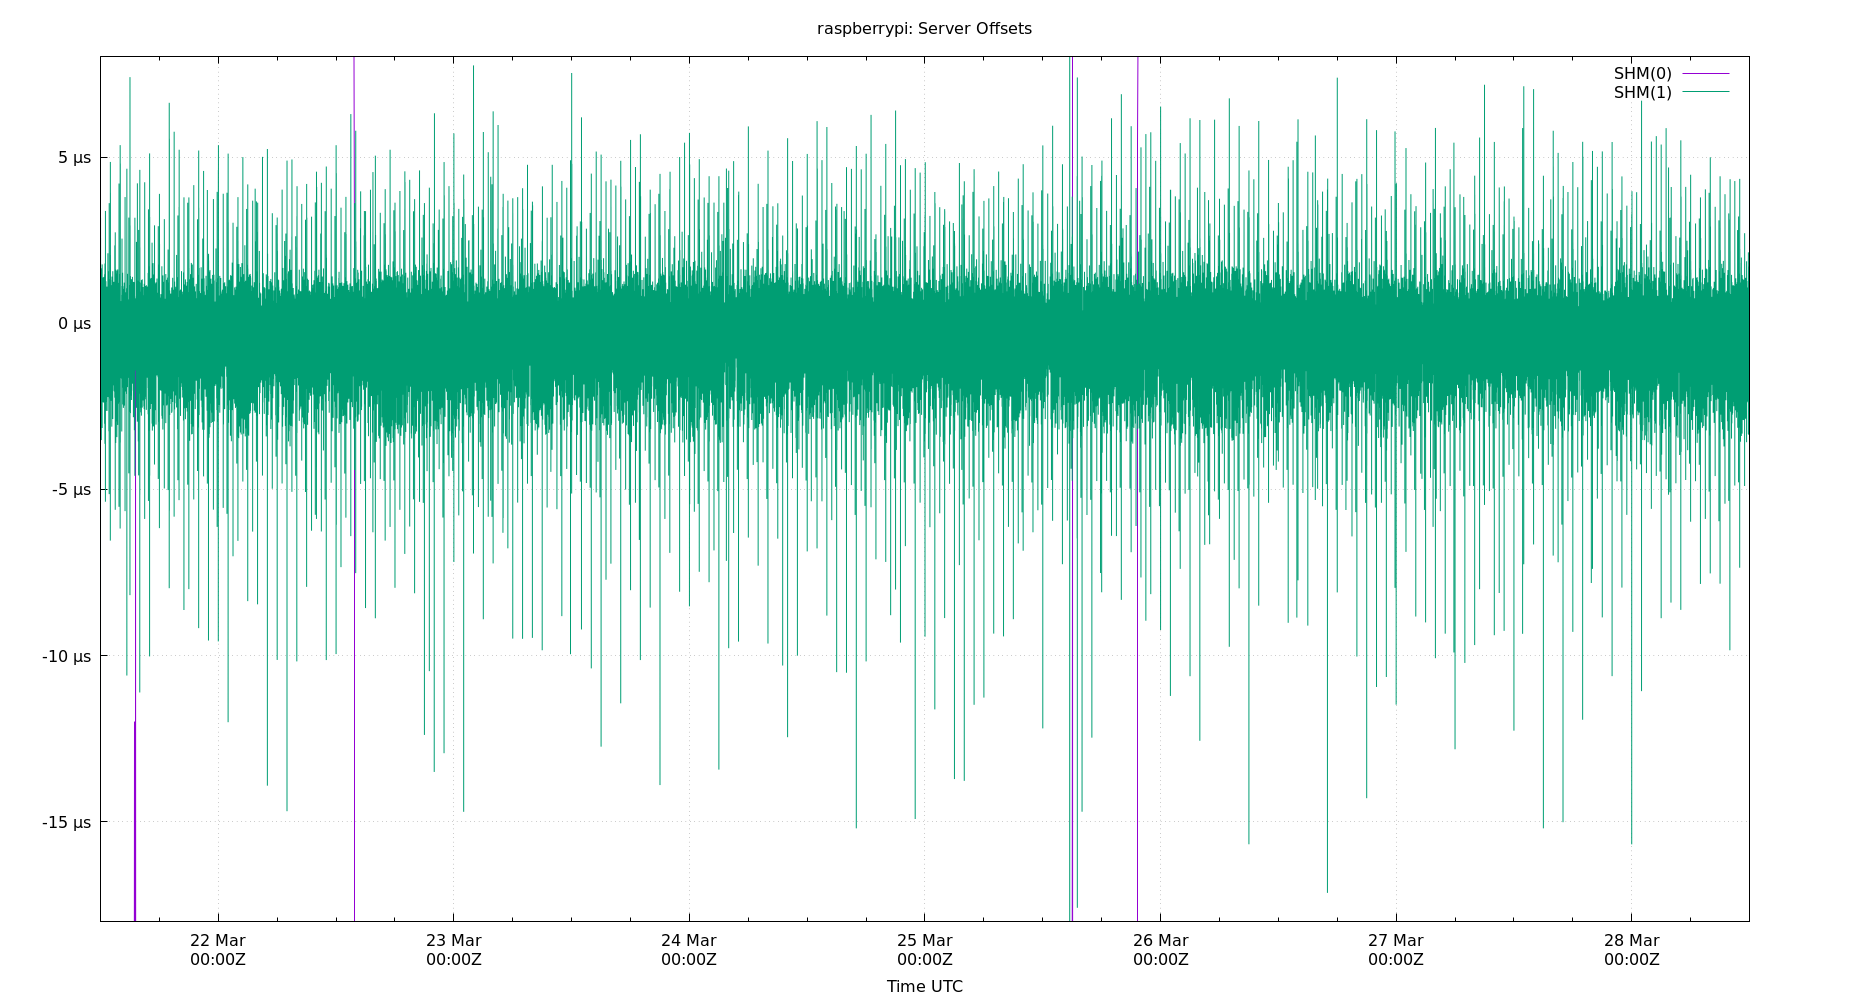 raspberrypi: Server Offsets
SHM(0)
SHM(1)
5 µs
0 µs
-5 µs
-10 µs
-15 µs
22 Mar 23 Mar 24 Mar 25 Mar 26 Mar 27 Mar 28 Mar
00:00Z 00:00Z 00:00Z 00:00Z 00:00Z 00:00Z 00:00Z
Time UTC